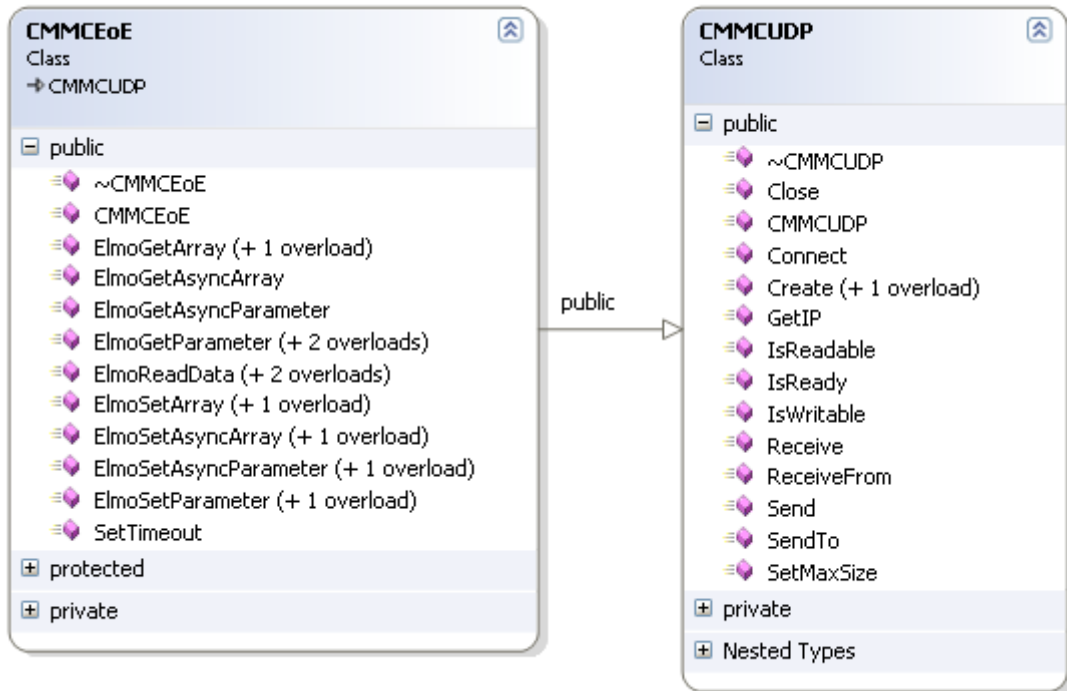 CMMCEoE
Class
CMMCUDP
public
~CMMCEoE
CMMCEoE
ElmoGetArray (+ 1 overload)
ElmoGetAsyncArray
ElmoGetAsyncParameter
ElmoGetParameter (+ 2 overloads)
ElmoReadData (+ 2 overloads)
ElmoSetArray (+ 1 overload)
ElmoSetAsyncArray (+ 1 overload)
ElmoSetAsyncParameter (+ 1 overload)
ElmoSetParameter (+ 1 overload)
SetTimeout
protected
private
public
CMMCUDP
Class
public
~CMMCUDP
Close
CMMCUDP
Connect
Create (+ 1 overload)
GetIP
IsReadable
IsReady
IsWritable
Receive
ReceiveFrom
Send
SendTo
SetMaxSize
private
Nested Types